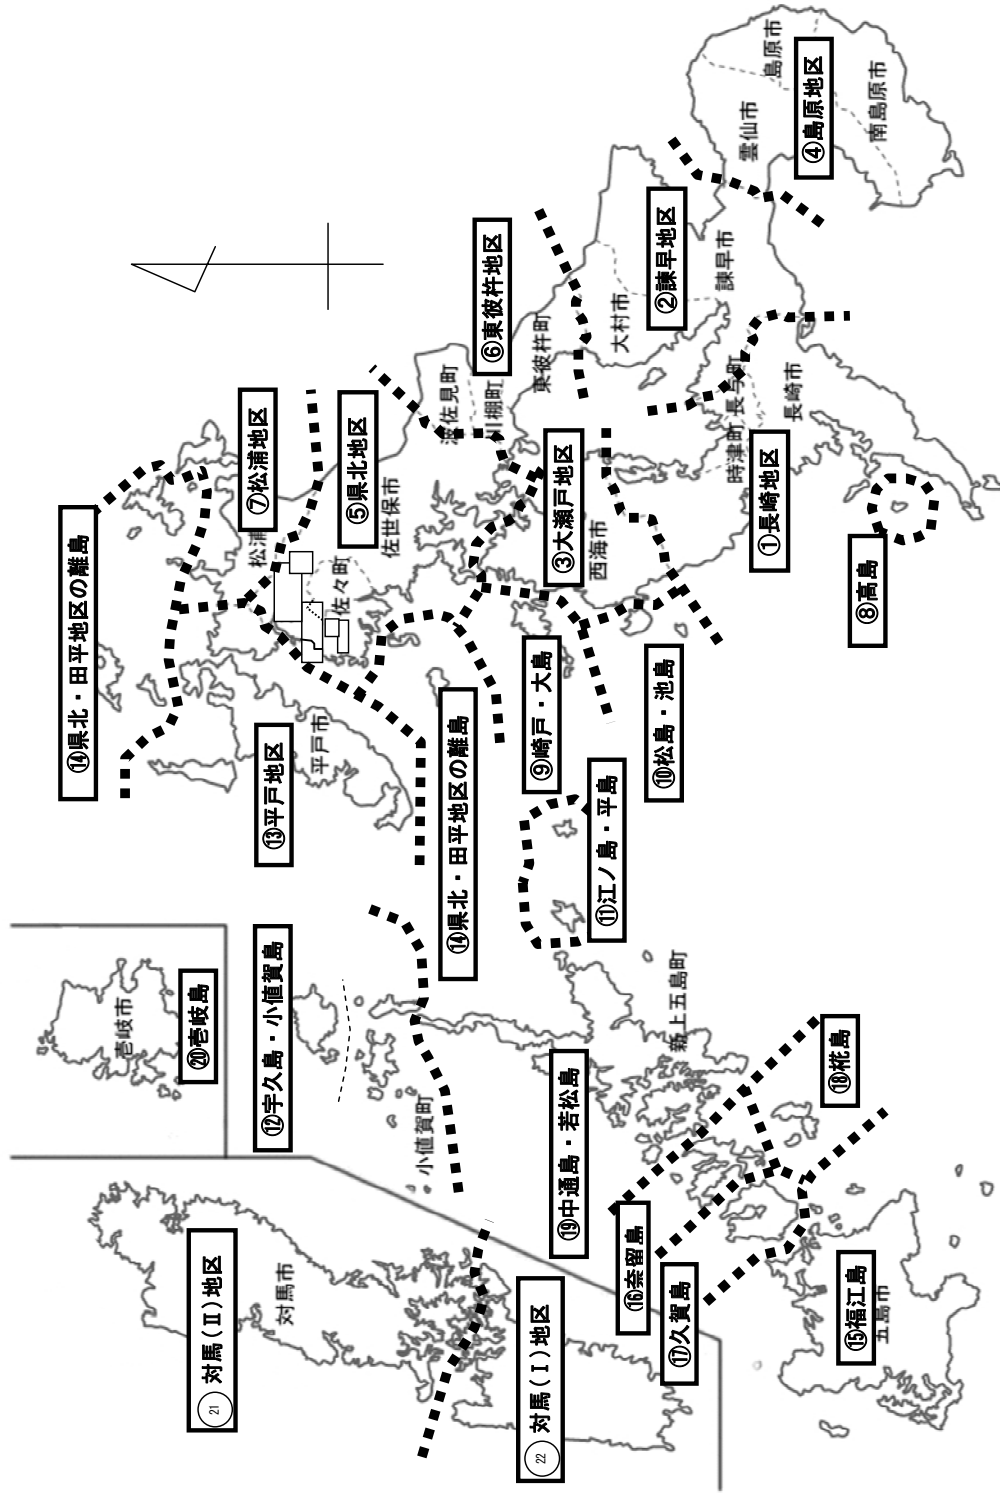 ⑭県北・田平地区の離島
⑦松浦地区
松浦
⑤県北地区
佐世保市
佐々町
波佐見町
川棚町
⑥東彼杵地区
東彼杵町
大村市
②諫早地区
諫早市
雲仙市
島原市
④島原地区
南島原市
③大瀬戸地区
西海市
時津町
長与町
長崎市
①長崎地区
⑧高島
⑬平戸地区
平戸市
⑭県北・田平地区の離島
⑨崎戸・大島
⑩松島・池島
⑪江ノ島・平島
壱岐市
⑳壱岐島
⑫宇久島・小値賀島
小値賀町
新上五島町
⑲中通島・若松島
⑱椛島
⑯奈留島
⑰久賀島
⑮福江島
五島市
21 対馬(Ⅱ)地区
対馬市
22 対馬(Ⅰ)地区